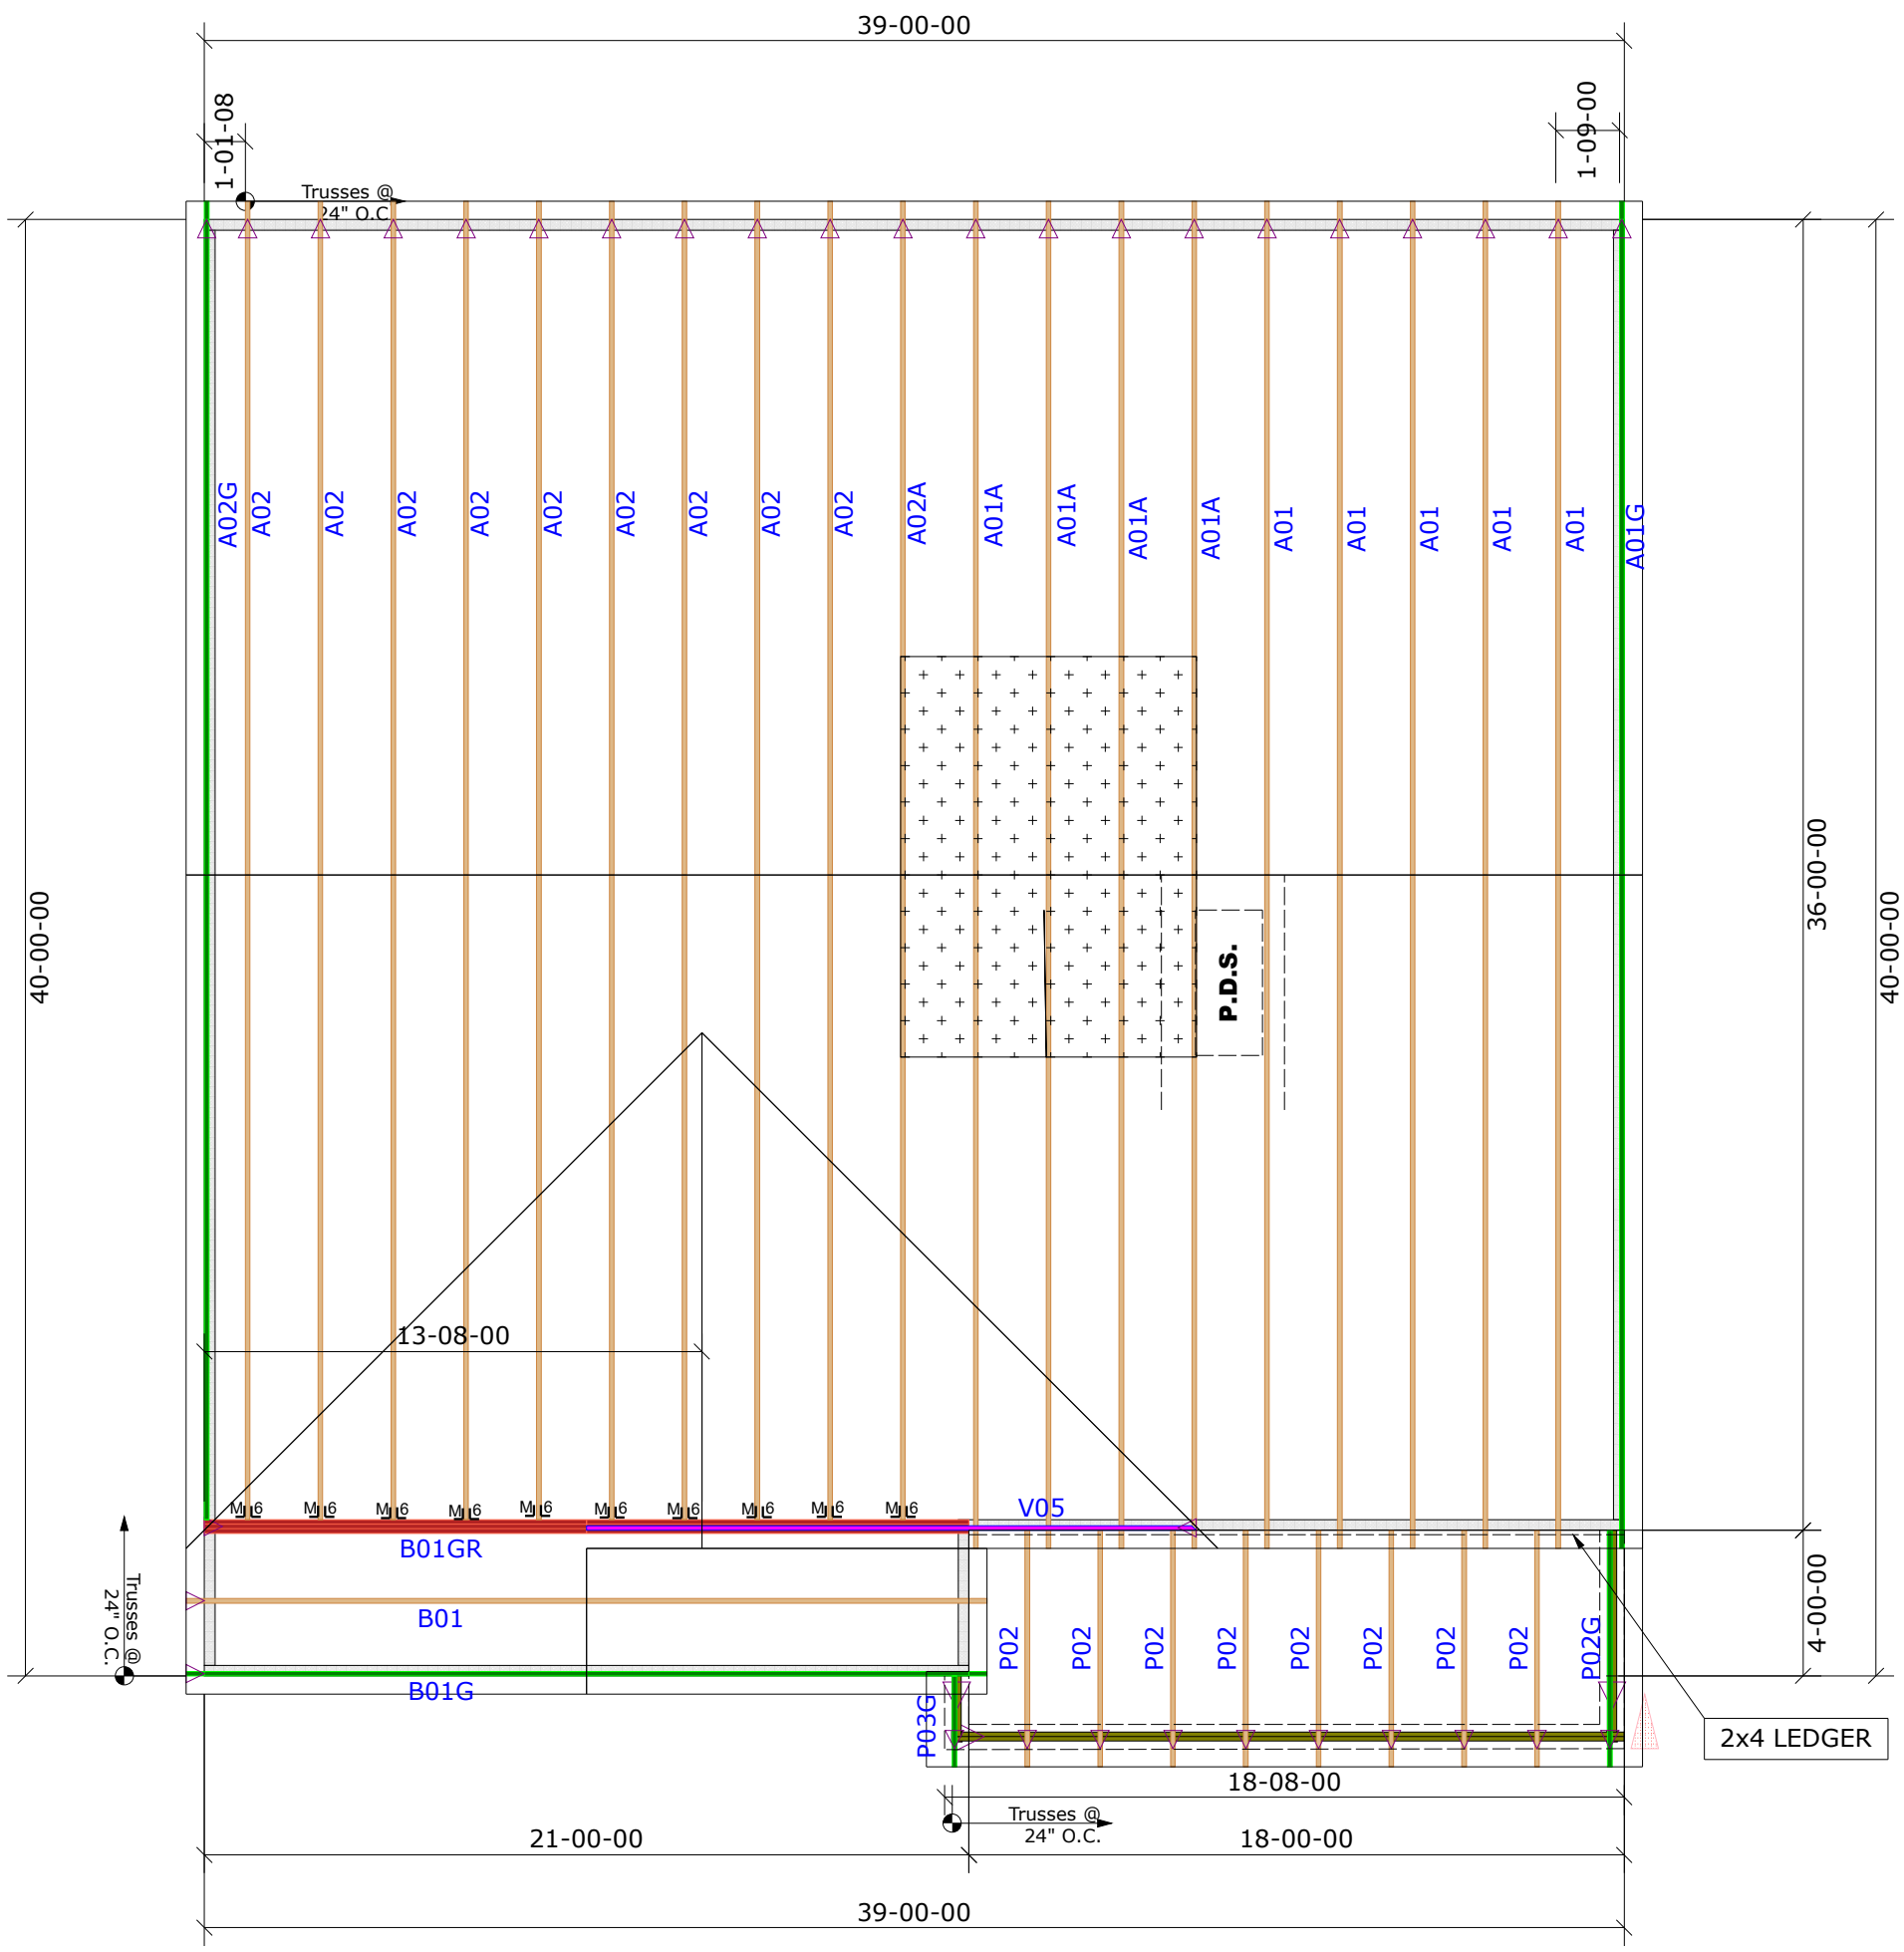 39-00-00
1-01-08
1-09-00
Trusses @
24" O.C.
A02G
A02
A02
A02
A02
A02
A02
A02
A02
A02
A02A
A01A
A01A
A01A
A01A
A01
A01
A01
A01
A01
A01G
40-00-00
36-00-00
40-00-00
P.D.S.
13-08-00
V05
B01GR
B01
B01G
Trusses @
24" O.C.
P02
P02
P02
P02
P02
P02
P02
P02
P02G
4-00-00
P03G
2x4 LEDGER
18-08-00
Trusses @
24" O.C.
21-00-00
18-00-00
39-00-00